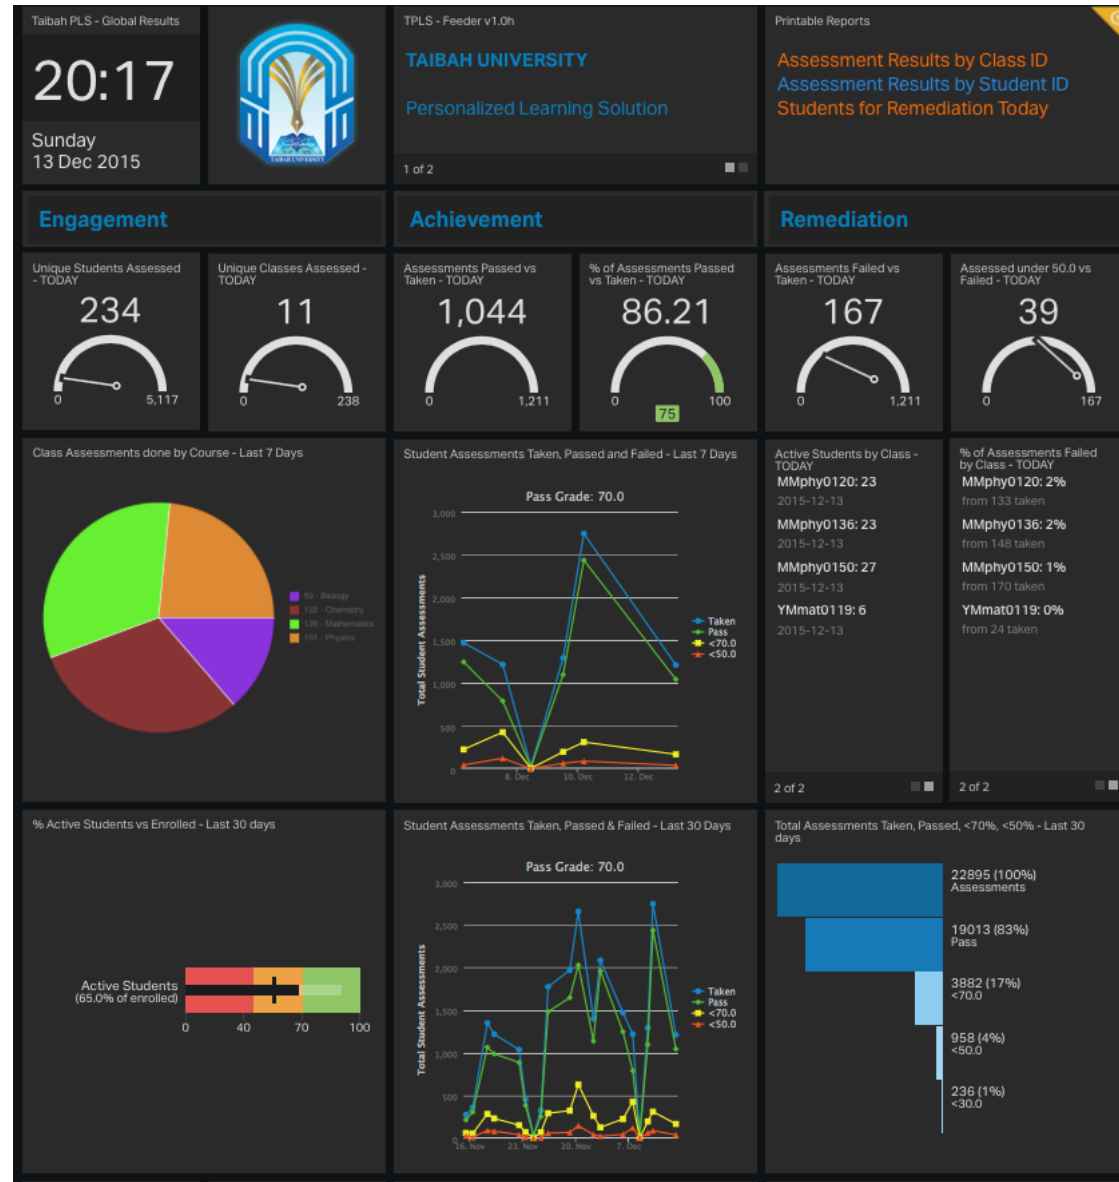 Taibah PLS - Global Results
20:17
Sunday
13 Dec 2015
TAIBAH UNIVERSITY
TPLS - Feeder v1.0h
TAIBAH UNIVERSITY
Personalized Learning Solution
1 of 2
Printable Reports
Assessment Results by Class ID
Assessment Results by Student ID
Students for Remediation Today
Engagement
Achievement
Remediation
Unique Students Assessed
- TODAY
234
0
5,117
Unique Classes Assessed -
TODAY
11
0
238
Assessments Passed vs
Taken - TODAY
1,044
0
1,211
% of Assessments Passed
vs Taken - TODAY
86.21
0
75
100
Assessments Failed vs
Taken - TODAY
167
0
1,211
Assessed under 50.0 vs
Failed - TODAY
39
0
167
Class Assessments done by Course - Last 7 Days
59 - Biology
132 - Chemistry
139 - Mathematics
101 - Physics
Student Assessments Taken, Passed and Failed - Last 7 Days
Pass Grade: 70.0
3,000
2,500
2,000
1,500
1,000
500
0
Total Student Assessments
8. Dec
10. Dec
12. Dec
Taken
Pass
<70.0
<50.0
Active Students by Class -
TODAY
MMphy0120: 23
2015-12-13
MMphy0136: 23
2015-12-13
MMphy0150: 27
2015-12-13
YMmat0119: 6
2015-12-13
2 of 2
% of Assessments Failed
by Class - TODAY
MMphy0120: 2%
from 133 taken
MMphy0136: 2%
from 148 taken
MMphy0150: 1%
from 170 taken
YMmat0119: 0%
from 24 taken
2 of 2
% Active Students vs Enrolled - Last 30 days
Active Students
(65.0% of enrolled)
0
40
70
100
Student Assessments Taken, Passed & Failed - Last 30 Days
Pass Grade: 70.0
3,000
2,500
2,000
1,500
1,000
500
0
Total Student Assessments
16. Nov
23. Nov
30. Nov
7. Dec
Taken
Pass
<70.0
<50.0
Total Assessments Taken, Passed, <70%, <50% - Last 30
days
22895 (100%)
Assessments
19013 (83%)
Pass
3882 (17%)
<70.0
958 (4%)
<50.0
236 (1%)
<30.0